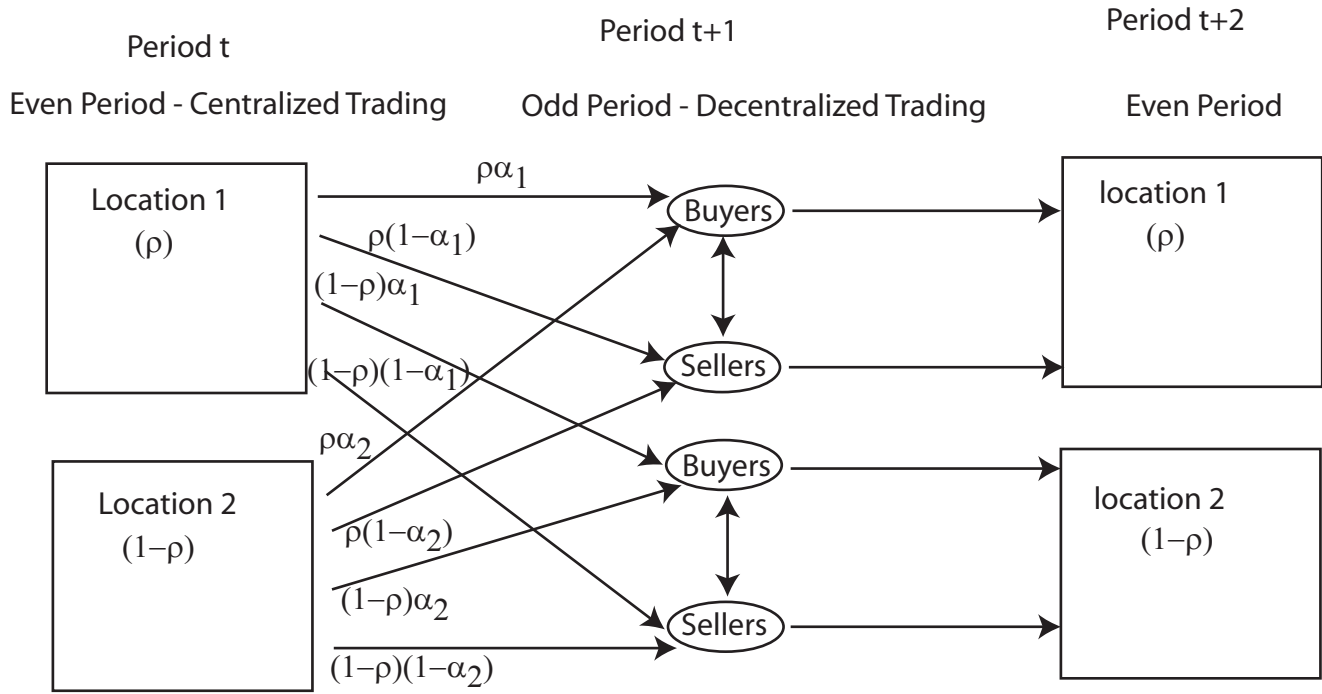 Period t
Period t+1
Period t+2
Even Period - Centralized Trading
Odd Period - Decentralized Trading
Even Period
Location 1
(ρ)
ρα₁
ρ(1−α₁)
(1−ρ)α₁
(1−ρ)(1−α₁)
Buyers
Sellers
location 1
(ρ)
Location 2
(1−ρ)
ρα₂
ρ(1−α₂)
(1−ρ)α₂
(1−ρ)(1−α₂)
Buyers
Sellers
location 2
(1−ρ)